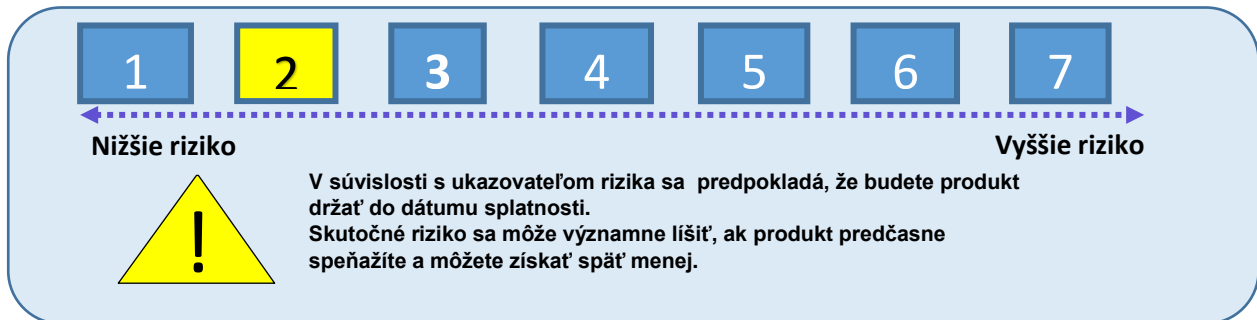 1 2 3 4 5 6 7
Nižšie riziko Vyššie riziko
!
V súvislosti s ukazovateľom rizika sa predpokladá, že budete produkt
držať do dátumu splatnosti.
Skutočné riziko sa môže významne líšiť, ak produkt predčasne
speňažíte a môžete získať späť menej.